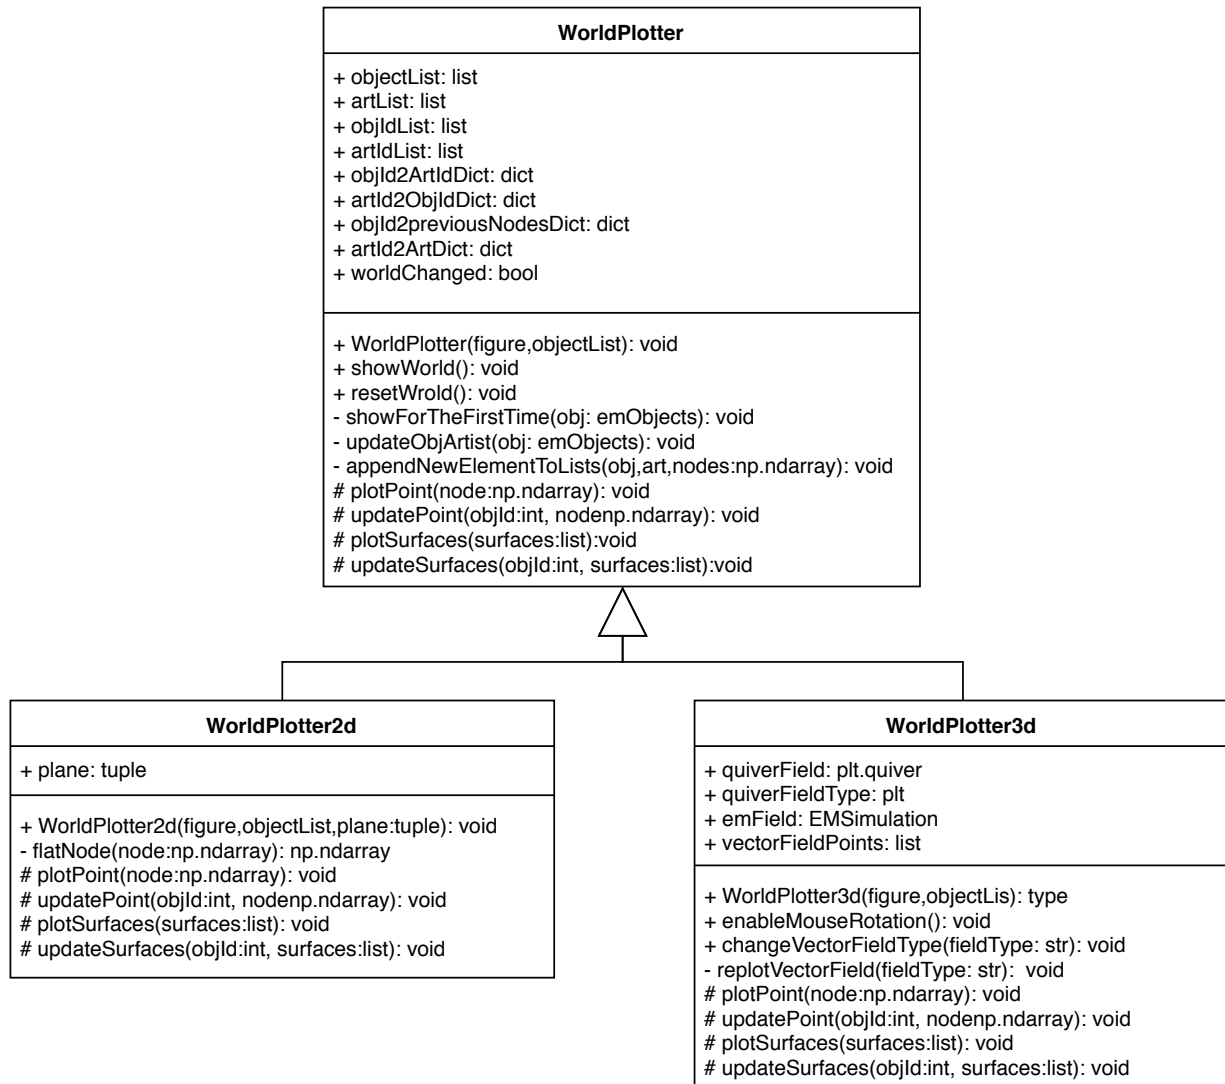 WorldPlotter
+ objectList: list
+ artList: list
+ objIdList: list
+ artIdList: list
+ objId2ArtIdDict: dict
+ artId2ObjIdDict: dict
+ objId2previousNodesDict: dict
+ artId2ArtDict: dict
+ worldChanged: bool
+ WorldPlotter(figure,objectList): void
+ showWorld(): void
+ resetWrold(): void
- showForTheFirstTime(obj: emObjects): void
- updateObjArtist(obj: emObjects): void
- appendNewElementToLists(obj,art,nodes:np.ndarray): void
# plotPoint(node:np.ndarray): void
# updatePoint(objId:int, nodenp.ndarray): void
# plotSurfaces(surfaces:list):void
# updateSurfaces(objId:int, surfaces:list):void
WorldPlotter2d
+ plane: tuple
+ WorldPlotter2d(figure,objectList,plane:tuple): void
- flatNode(node:np.ndarray): np.ndarray
# plotPoint(node:np.ndarray): void
# updatePoint(objId:int, nodenp.ndarray): void
# plotSurfaces(surfaces:list): void
# updateSurfaces(objId:int, surfaces:list): void
WorldPlotter3d
+ quiverField: plt.quiver
+ quiverFieldType: plt
+ emField: EMSimulation
+ vectorFieldPoints: list
+ WorldPlotter3d(figure,objectLis): type
+ enableMouseRotation(): void
+ changeVectorFieldType(fieldType: str): void
- replotVectorField(fieldType: str):  void
# plotPoint(node:np.ndarray): void
# updatePoint(objId:int, nodenp.ndarray): void
# plotSurfaces(surfaces:list): void
# updateSurfaces(objId:int, surfaces:list): void